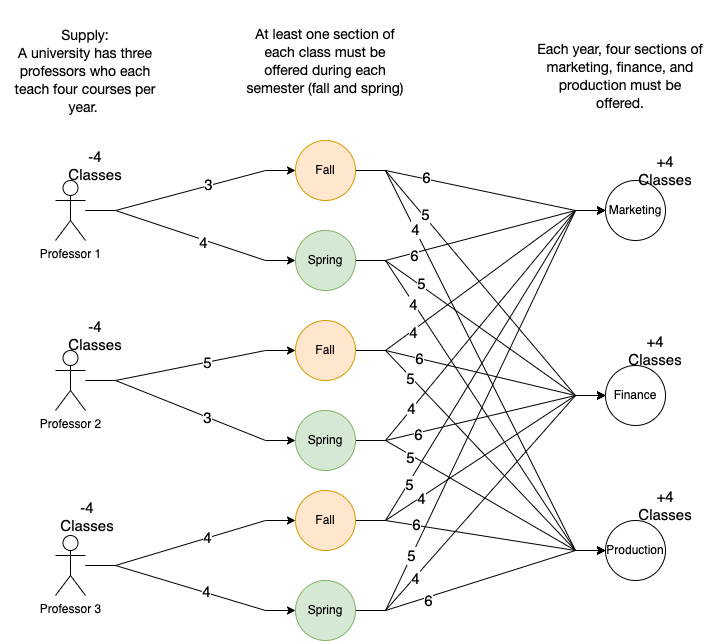 Supply:
A university has three
professors who each
teach four courses per
year.
At least one section of
each class must be
offered during each
semester (fall and spring)
Each year, four sections of
marketing, finance, and
production must be
offered.
-4
Classes
Professor 1
3
4
Fall
Spring
6
5
4
6
5
4
+4
Classes
Marketing
-4
Classes
Professor 2
5
3
Fall
Spring
4
6
5
4
6
5
+4
Classes
Finance
-4
Classes
Professor 3
4
4
Fall
Spring
5
4
6
5
4
6
+4
Classes
Production